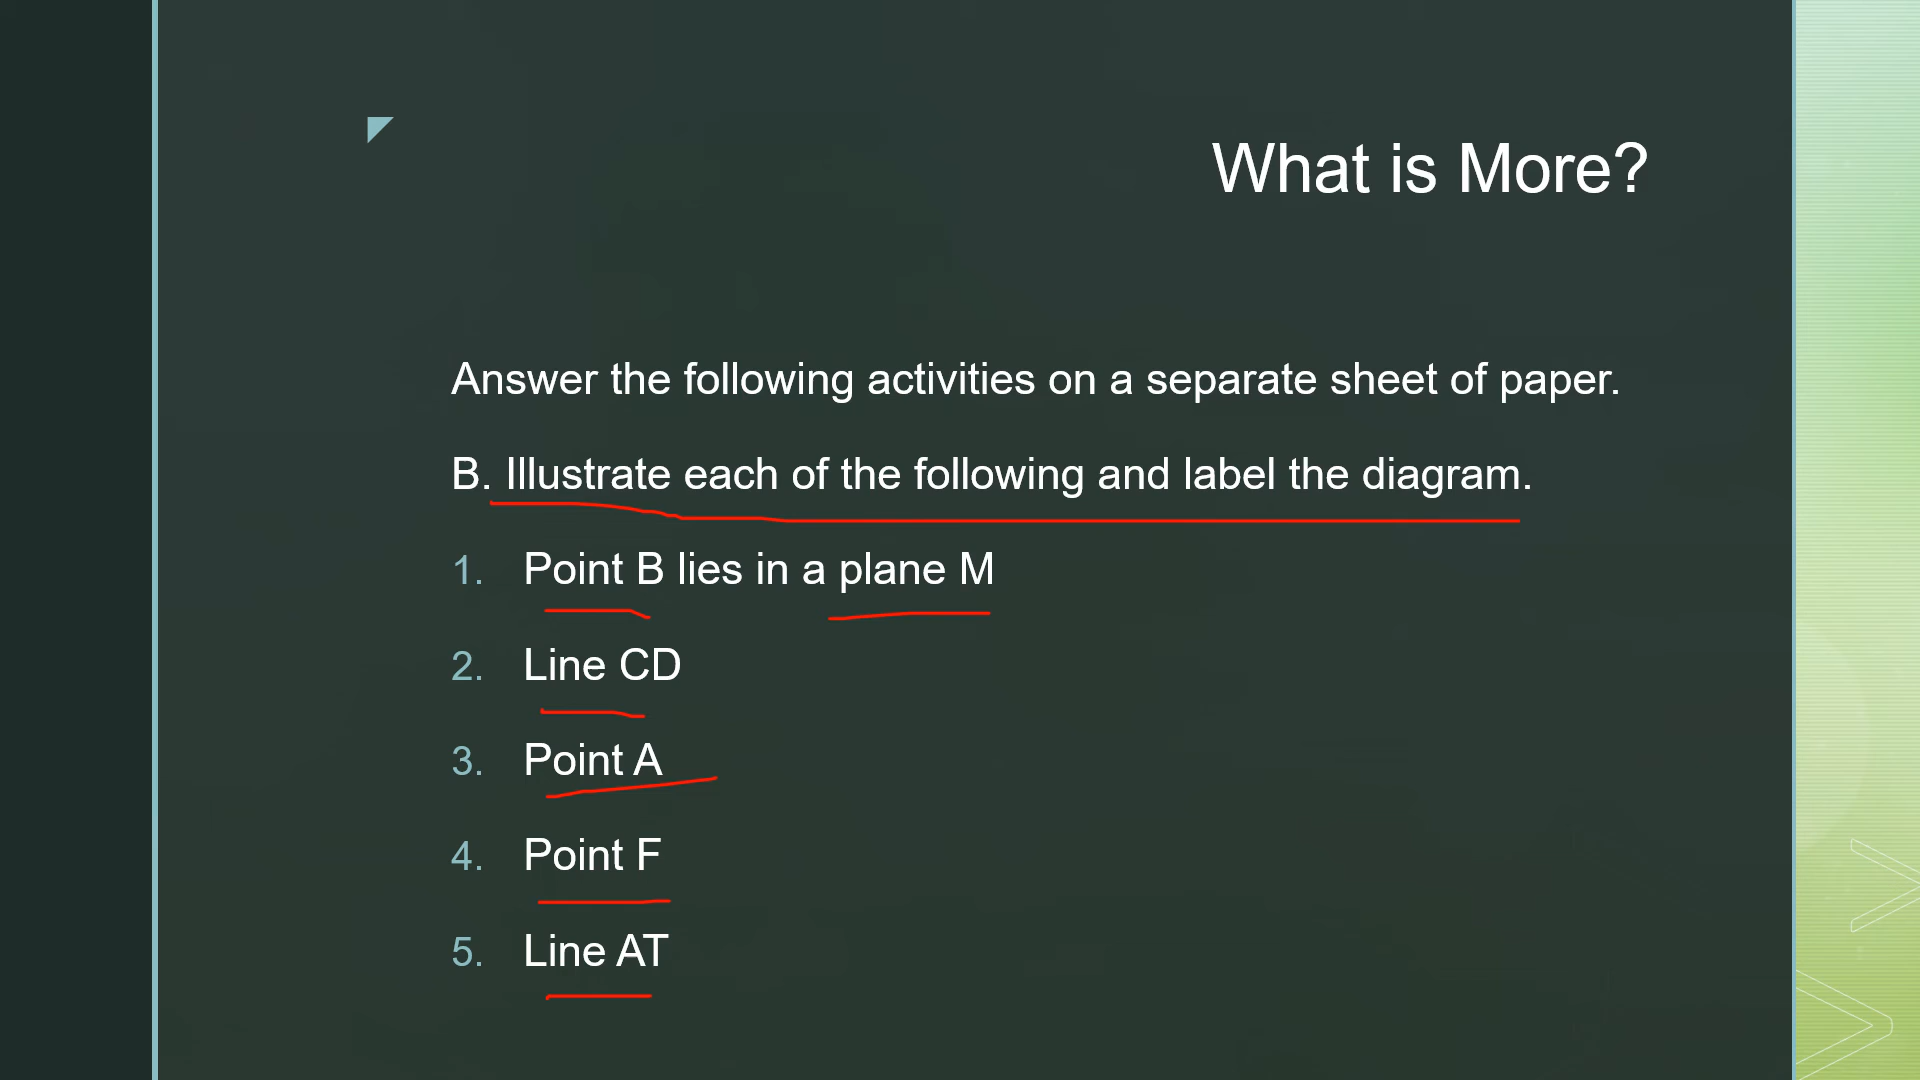 What is More?
Answer the following activities on a separate sheet of paper.
B. Illustrate each of the following and label the diagram.
1. Point B lies in a plane M
2. Line CD
3. Point A
4. Point F
5. Line AT